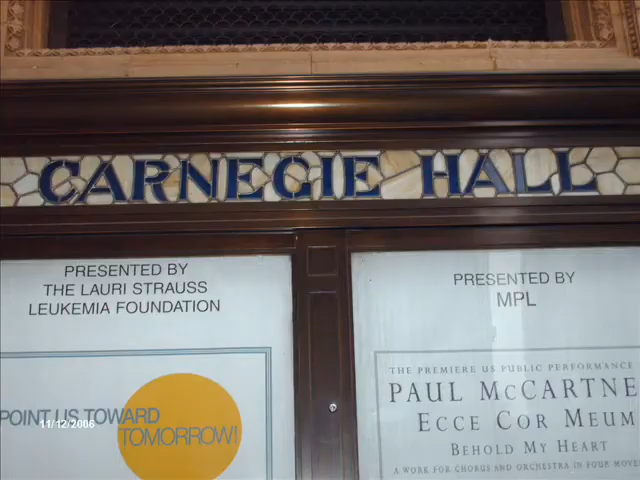 CARNEGIE HALL
PRESENTED BY
THE LAURI STRAUSS
LEUKEMIA FOUNDATION
POINT US TOWARD
TOMORROW!
11/12/2006
PRESENTED BY
MPL
THE PREMIERE US PUBLIC PERFORMANCE
PAUL MCCARTNE
ECCE COR MEUM
BEHOLD MY HEART
A WORK FOR CHORUS AND ORCHESTRA IN FOUR MOVE